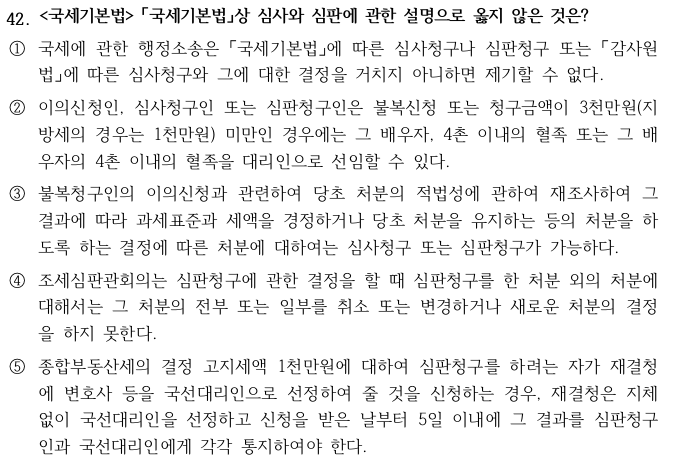 42. <국세기본법> 「국세기본법」상 심사와 심판에 관한 설명으로 옳지 않은 것은?
① 국세에 관한 행정소송은 「국세기본법」에 따른 심사청구나 심판청구 또는 「감사원
법」에 따른 심사청구와 그에 대한 결정을 거치지 아니하면 제기할 수 없다.
② 이의신청인, 심사청구인 또는 심판청구인은 불복신청 또는 청구금액이 3천만원(지
방세의 경우는 1천만원) 미만인 경우에는 그 배우자, 4촌 이내의 혈족 또는 그 배
우자의 4촌 이내의 혈족을 대리인으로 선임할 수 있다.
③ 불복청구인의 이의신청과 관련하여 당초 처분의 적법성에 관하여 재조사하여 그
결과에 따라 과세표준과 세액을 경정하거나 당초 처분을 유지하는 등의 처분을 하
도록 하는 결정에 따른 처분에 대하여는 심사청구 또는 심판청구가 가능하다.
④ 조세심판관회의는 심판청구에 관한 결정을 할 때 심판청구를 한 처분 외의 처분에
대해서는 그 처분의 전부 또는 일부를 취소 또는 변경하거나 새로운 처분의 결정
을 하지 못한다.
⑤ 종합부동산세의 결정 고지세액 1천만원에 대하여 심판청구를 하려는 자가 재결청
에 변호사 등을 국선대리인으로 선정하여 줄 것을 신청하는 경우, 재결청은 지체
없이 국선대리인을 선정하고 신청을 받은 날부터 5일 이내에 그 결과를 심판청구
인과 국선대리인에게 각각 통지하여야 한다.